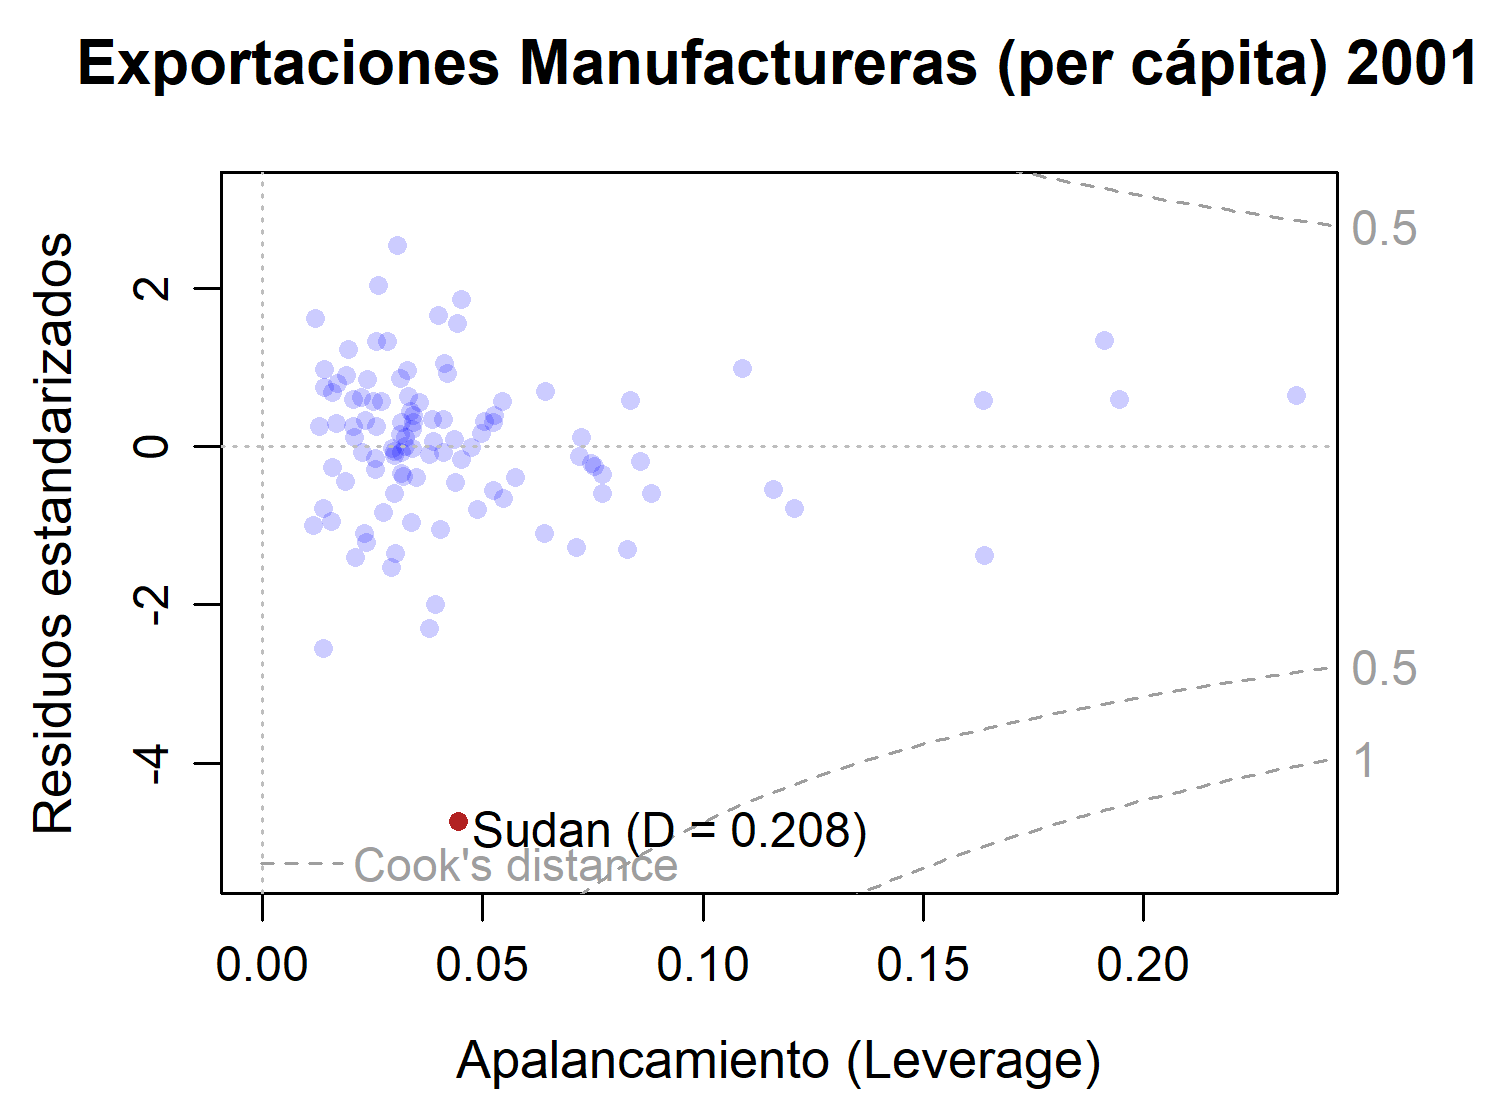 Exportaciones Manufactureras (per cápita) 2001
Residuos estandarizados
2
0
-2
-4
0.5
0.5
1
Sudan (D = 0.208)
Cook's distance
0.00 0.05 0.10 0.15 0.20
Apalancamiento (Leverage)